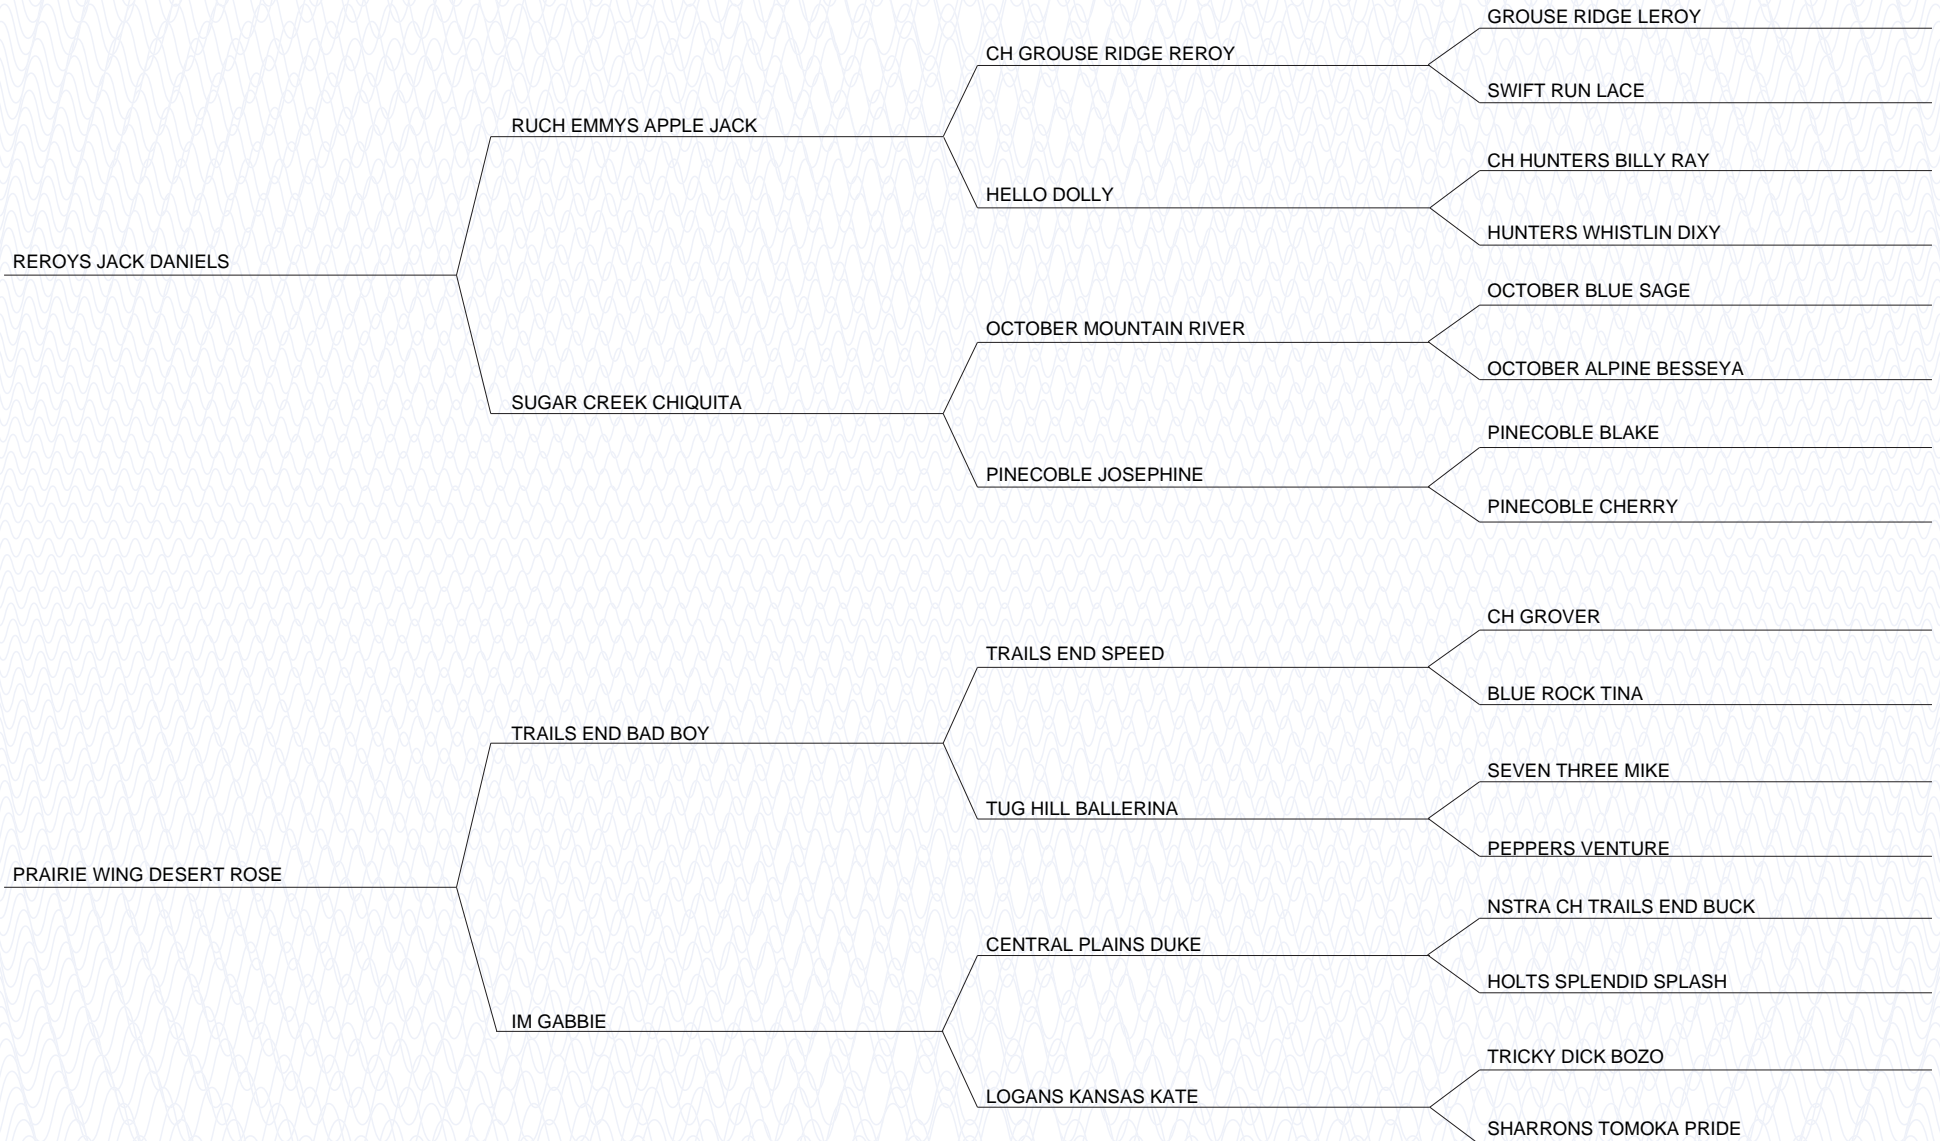 GROUSE RIDGE LEROY
CH GROUSE RIDGE REROY
SWIFT RUN LACE
RUCH EMMYS APPLE JACK
CH HUNTERS BILLY RAY
HELLO DOLLY
HUNTERS WHISTLIN DIXY
REROYS JACK DANIELS
OCTOBER BLUE SAGE
OCTOBER MOUNTAIN RIVER
OCTOBER ALPINE BESSEYA
SUGAR CREEK CHIQUITA
PINECOBLE BLAKE
PINECOBLE JOSEPHINE
PINECOBLE CHERRY
CH GROVER
TRAILS END SPEED
BLUE ROCK TINA
TRAILS END BAD BOY
SEVEN THREE MIKE
TUG HILL BALLERINA
PEPPERS VENTURE
PRAIRIE WING DESERT ROSE
NSTRA CH TRAILS END BUCK
CENTRAL PLAINS DUKE
HOLTS SPLENDID SPLASH
IM GABBIE
TRICKY DICK BOZO
LOGANS KANSAS KATE
SHARRONS TOMOKA PRIDE